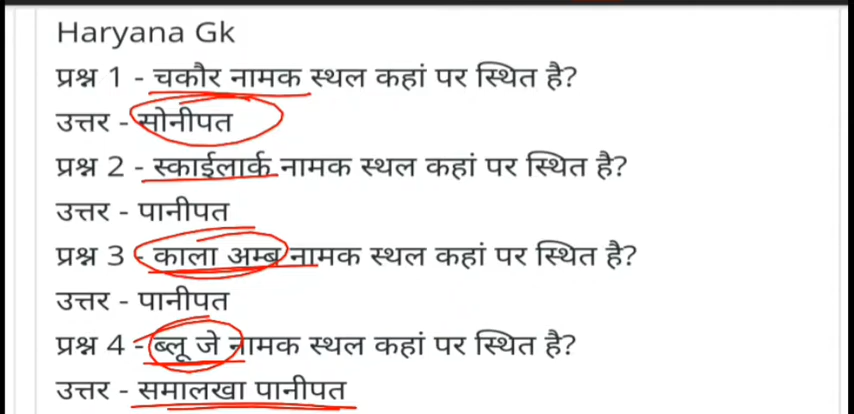 Haryana Gk
प्रश्न 1 - चकौर नामक स्थल कहां पर स्थित है?
उत्तर - सोनीपत
प्रश्न 2 - स्काईलार्क नामक स्थल कहां पर स्थित है?
उत्तर - पानीपत
प्रश्न 3 - काला अम्ब नामक स्थल कहां पर स्थित है?
उत्तर - पानीपत
प्रश्न 4 - ब्लू जे नामक स्थल कहां पर स्थित है?
उत्तर - समालखा पानीपत